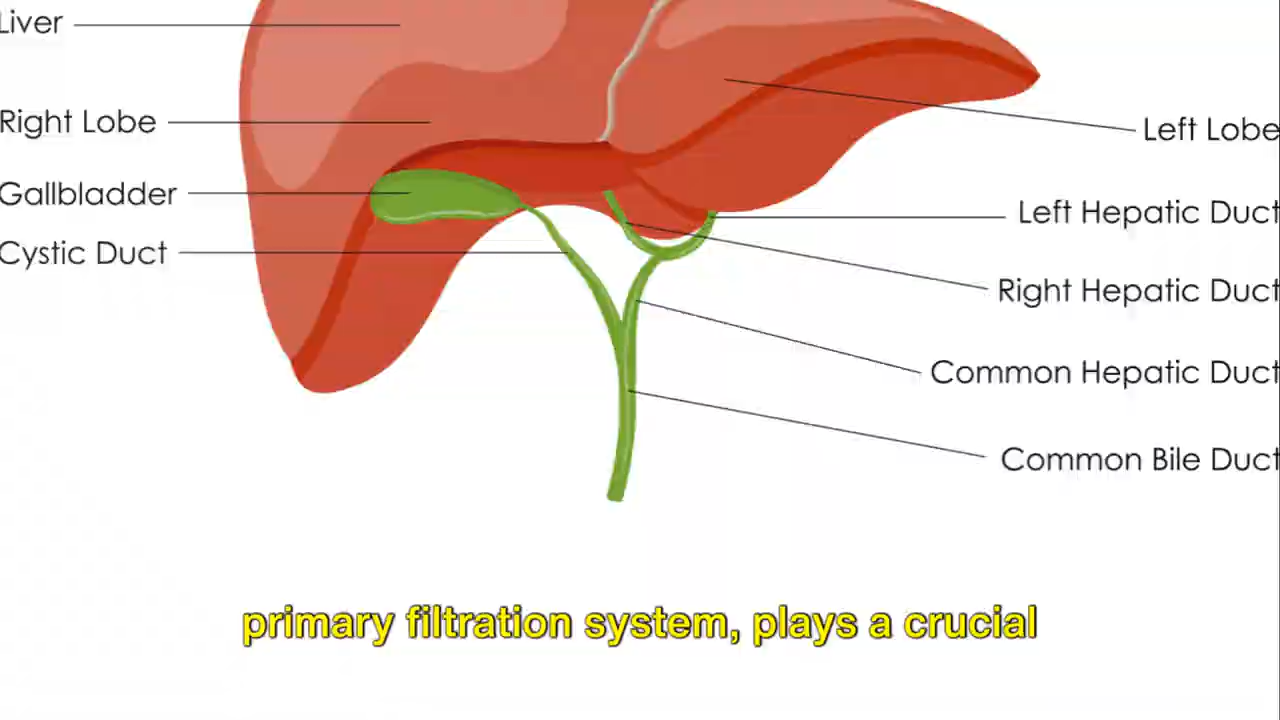 Liver
Right Lobe
Gallbladder
Cystic Duct
Left Lobe
Left Hepatic Duct
Right Hepatic Duct
Common Hepatic Duct
Common Bile Duct
primary filtration system, plays a crucial